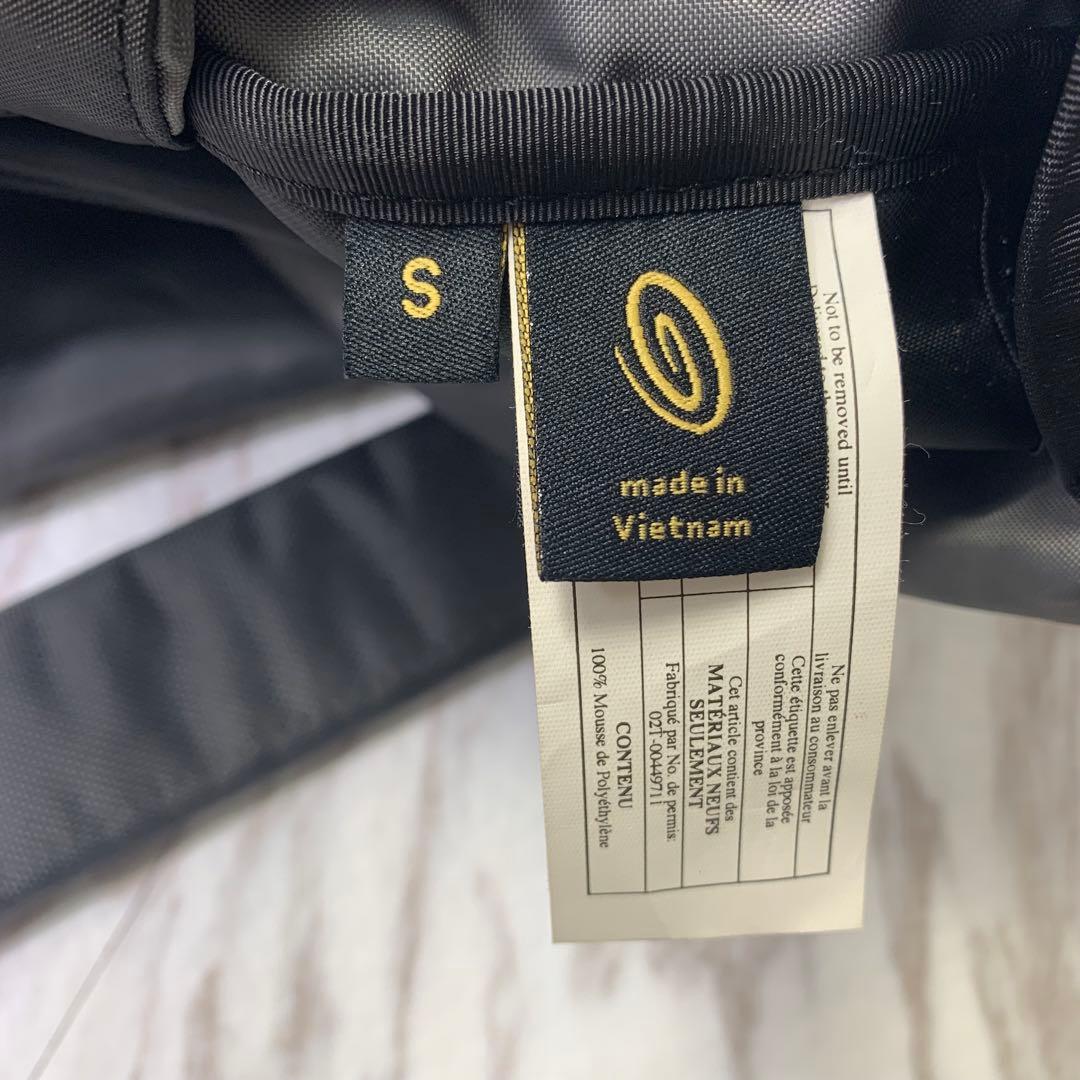 S
made in
Vietnam
Not to be removed until
Ne pas enlever avant la
livraison au consommateur
Cette étiquette est apposée
conformément à la loi de la
province
Cet article contient des
MATÉRIAUX NEUFS
SEULEMENT
Fabriqué par No. de permis:
02T-0044971 I
CONTENU
100% Mousse de Polyéthylène